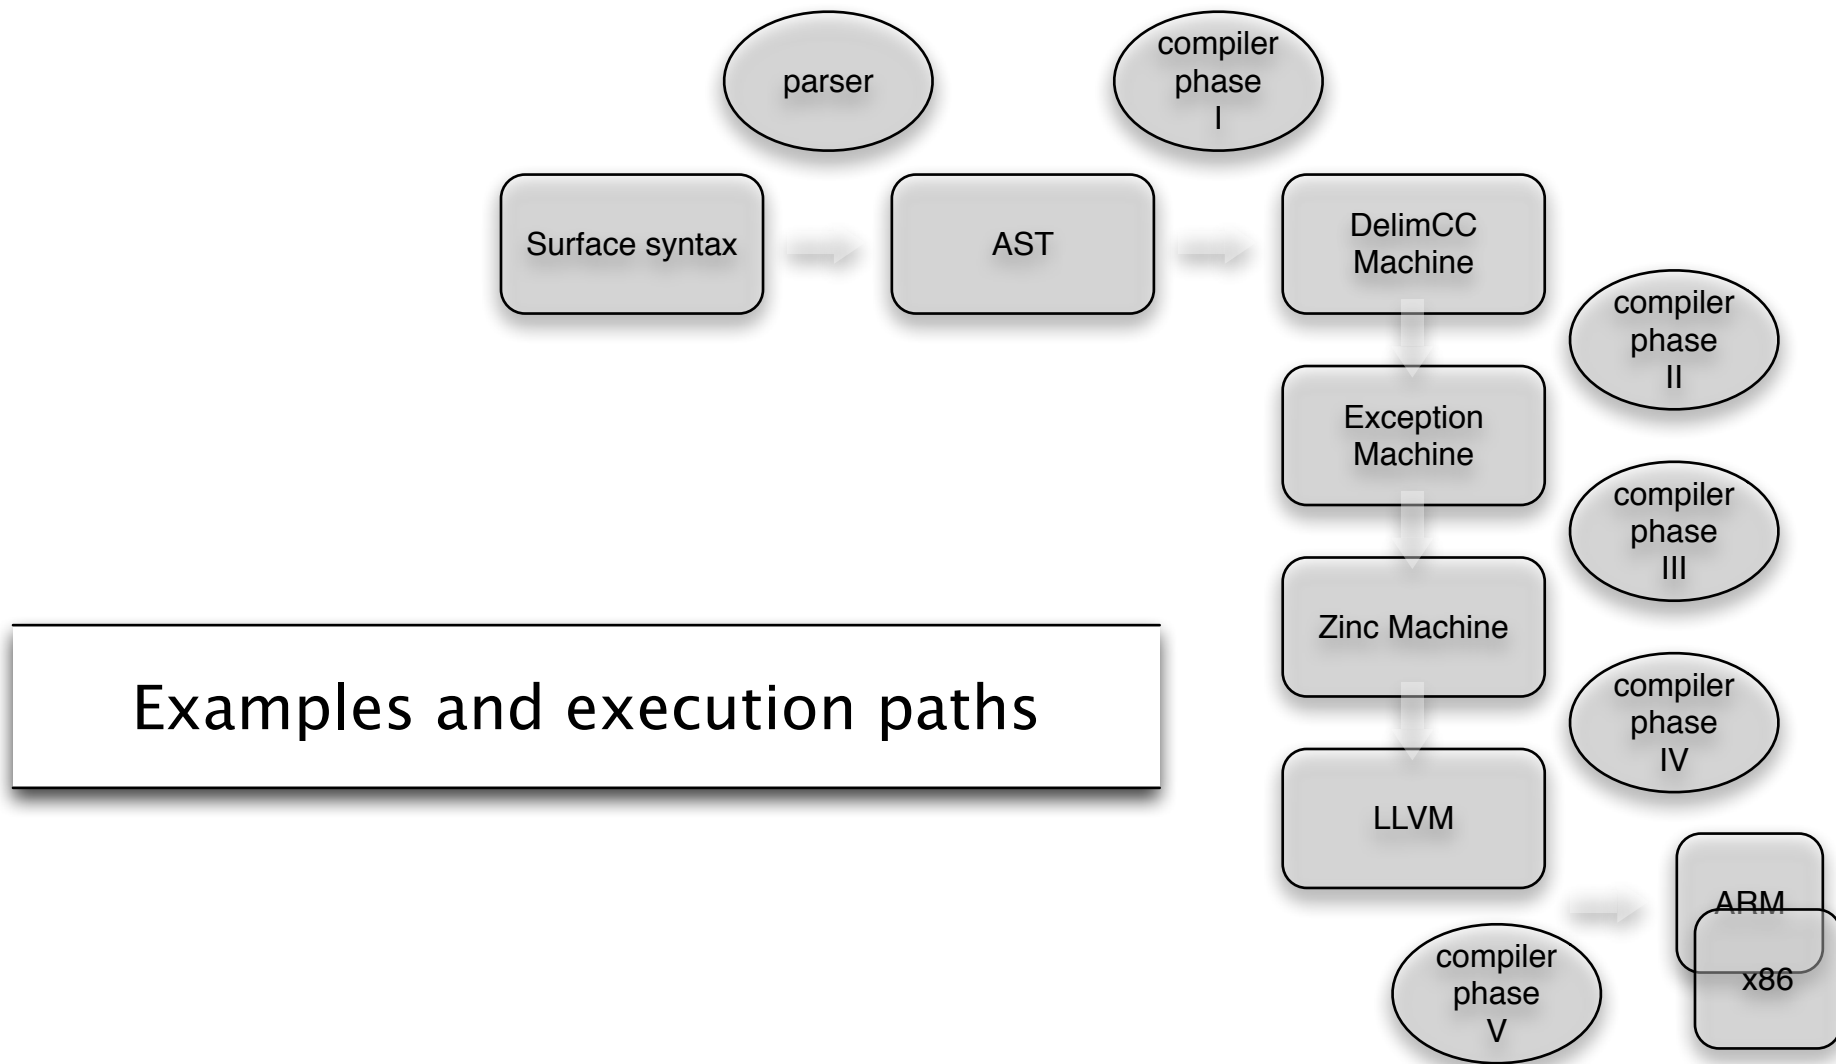 parser
compiler
phase
I
Surface syntax
AST
DelimCC
Machine
compiler
phase
II
Exception
Machine
compiler
phase
III
Zinc Machine
Examples and execution paths
compiler
phase
IV
LLVM
ARM
x86
compiler
phase
V